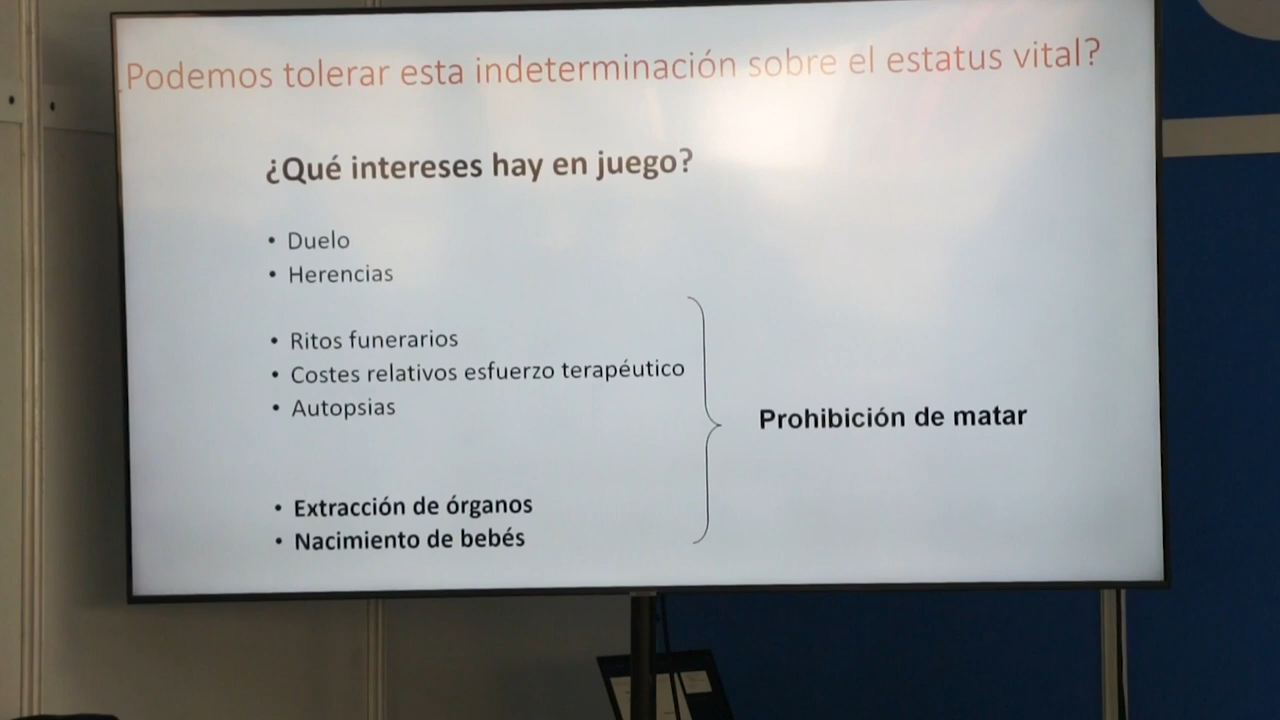 Podemos tolerar esta indeterminación sobre el estatus vital?
¿Qué intereses hay en juego?
• Duelo
• Herencias
• Ritos funerarios
• Costes relativos esfuerzo terapéutico
• Autopsias
Prohibición de matar
• Extracción de órganos
• Nacimiento de bebés